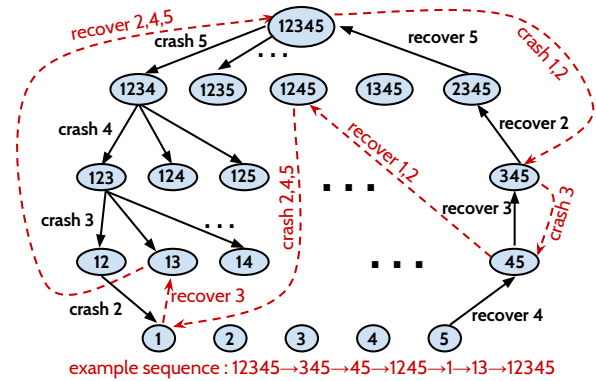 recover 2,4,5
12345
crash 5
recover 5
crash 1,2
...
1234
1235
1245
1345
2345
crash 4
recover 1,2
recover 2
123
124
125
...
345
crash 2,4,5
crash 3
recover 3
crash 3
...
12
13
14
...
45
crash 2
recover 3
recover 4
1
2
3
4
5
example sequence : 12345→345→45→1245→1→13→12345